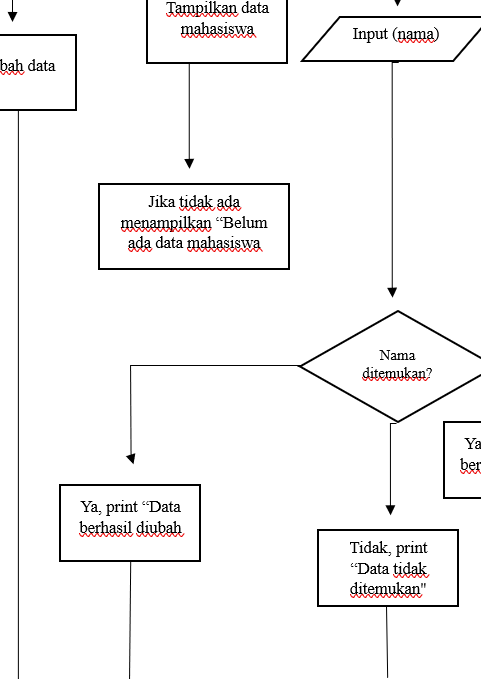 Tampilkan data
mahasiswa
Input (nama)
bah data
Jika tidak ada
menampilkan “Belum
ada data mahasiswa
Nama
ditemukan?
Ya, print “Data
berhasil diubah
Tidak, print
“Data tidak
ditemukan"
Ya
ber